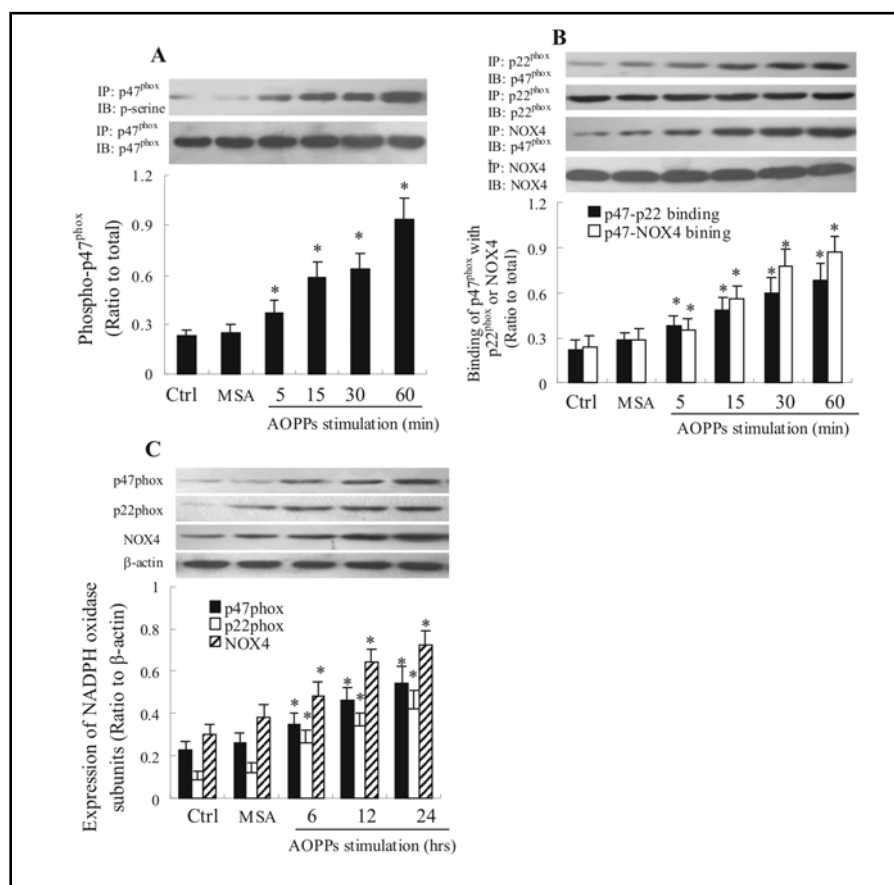 A
IP: p47phox
IB: p-serine
IP: p47phox
IB: p47phox
Phospho-p47phox
(Ratio to total)
1.2
0.9
0.6
0.3
0
* * * *
Ctrl MSA 5 15 30 60
AOPPs stimulation (min)
B
IP: p22phox
IB: p47phox
IP: p22phox
IB: p22phox
IP: NOX4
IB: p47phox
IP: NOX4
IB: NOX4
Binding of p47phox with
p22phox or NOX4
(Ratio to total)
1.2
0.9
0.6
0.3
0
p47-p22 binding
p47-NOX4 bining
* * * * * * * *
Ctrl MSA 5 15 30 60
AOPPs stimulation (min)
C
p47phox
p22phox
NOX4
β-actin
Expression of NADPH oxidase
subunits (Ratio to β-actin)
1
0.8
0.6
0.4
0.2
0
p47phox
p22phox
NOX4
* * * * * * * * *
Ctrl MSA 6 12 24
AOPPs stimulation (hrs)